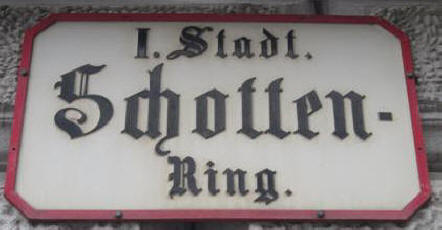 I. Stadt.
Schotten-
Ring.